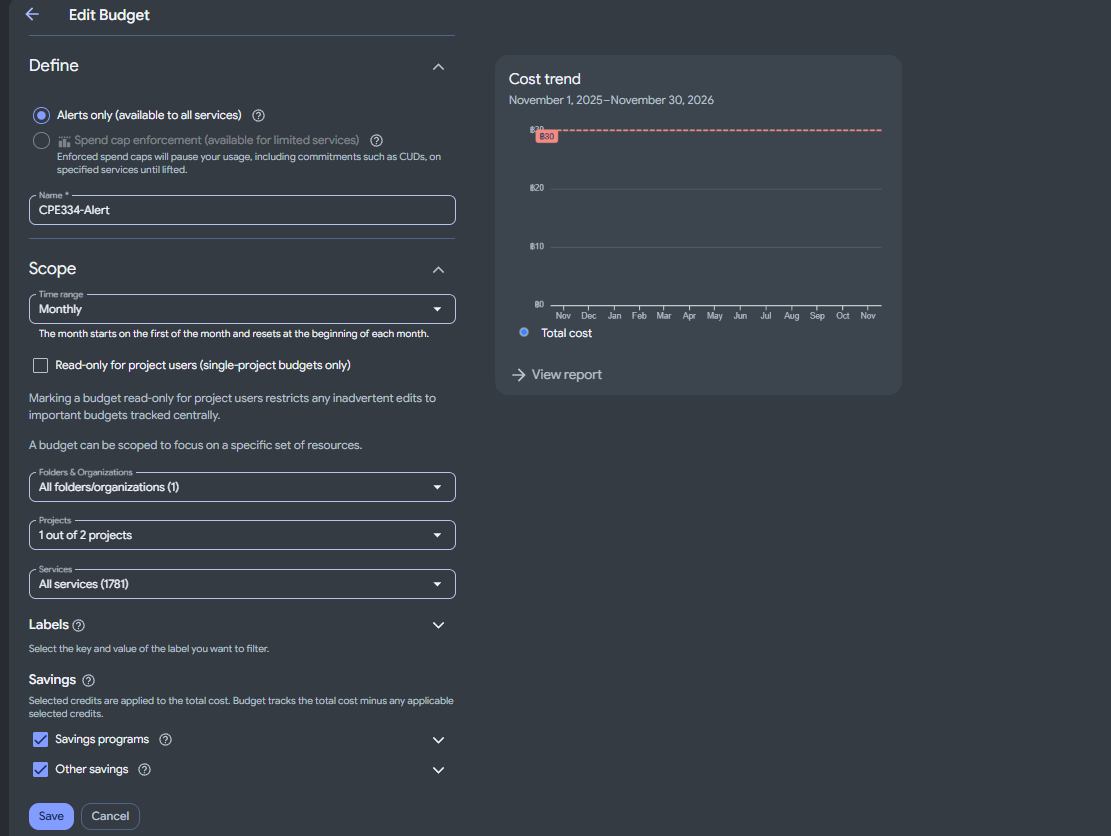 Edit Budget
Define
Alerts only (available to all services)
Spend cap enforcement (available for limited services)
Enforced spend caps will pause your usage, including commitments such as CUDs, on
specified services until lifted.
Name *
CPE334-Alert
Scope
Time range
Monthly
The month starts on the first of the month and resets at the beginning of each month.
Read-only for project users (single-project budgets only)
Marking a budget read-only for project users restricts any inadvertent edits to
important budgets tracked centrally.
A budget can be scoped to focus on a specific set of resources.
Folders & Organizations
All folders/organizations (1)
Projects
1 out of 2 projects
Services
All services (1781)
Labels
Select the key and value of the label you want to filter.
Savings
Selected credits are applied to the total cost. Budget tracks the total cost minus any applicable
selected credits.
Savings programs
Other savings
Save Cancel
Cost trend
November 1, 2025–November 30, 2026
฿30
฿30
฿20
฿10
฿0
Nov Dec Jan Feb Mar Apr May Jun Jul Aug Sep Oct Nov
Total cost
View report